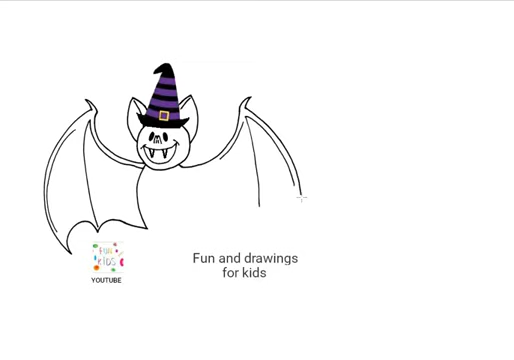 FUN
KIDS
YOUTUBE
Fun and drawings
for kids